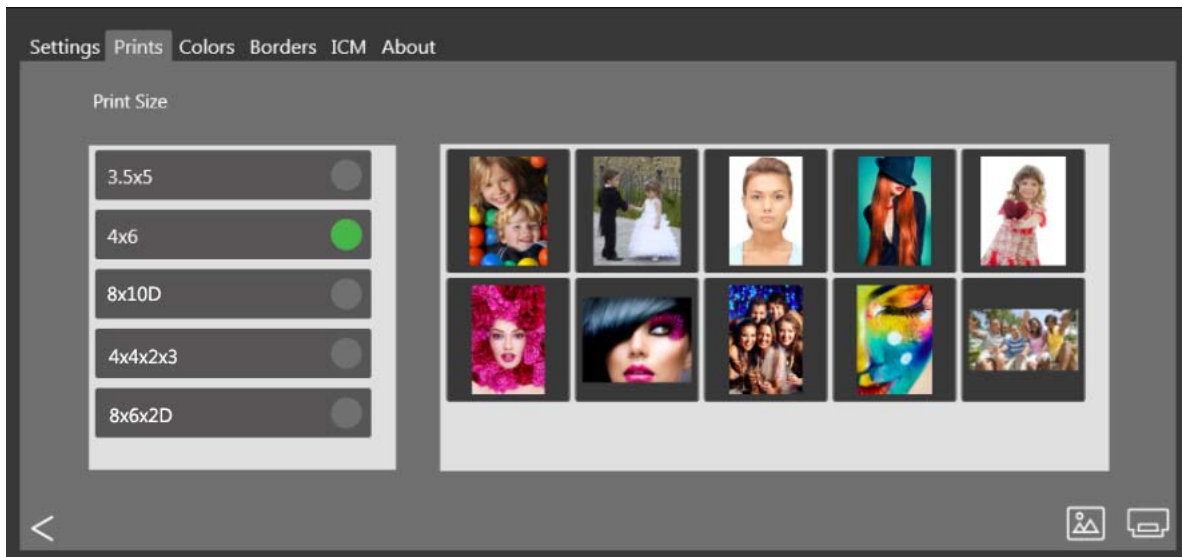 Settings Prints Colors Borders ICM About
Print Size
3.5x5
4x6
8x10D
4x4x2x3
8x6x2D